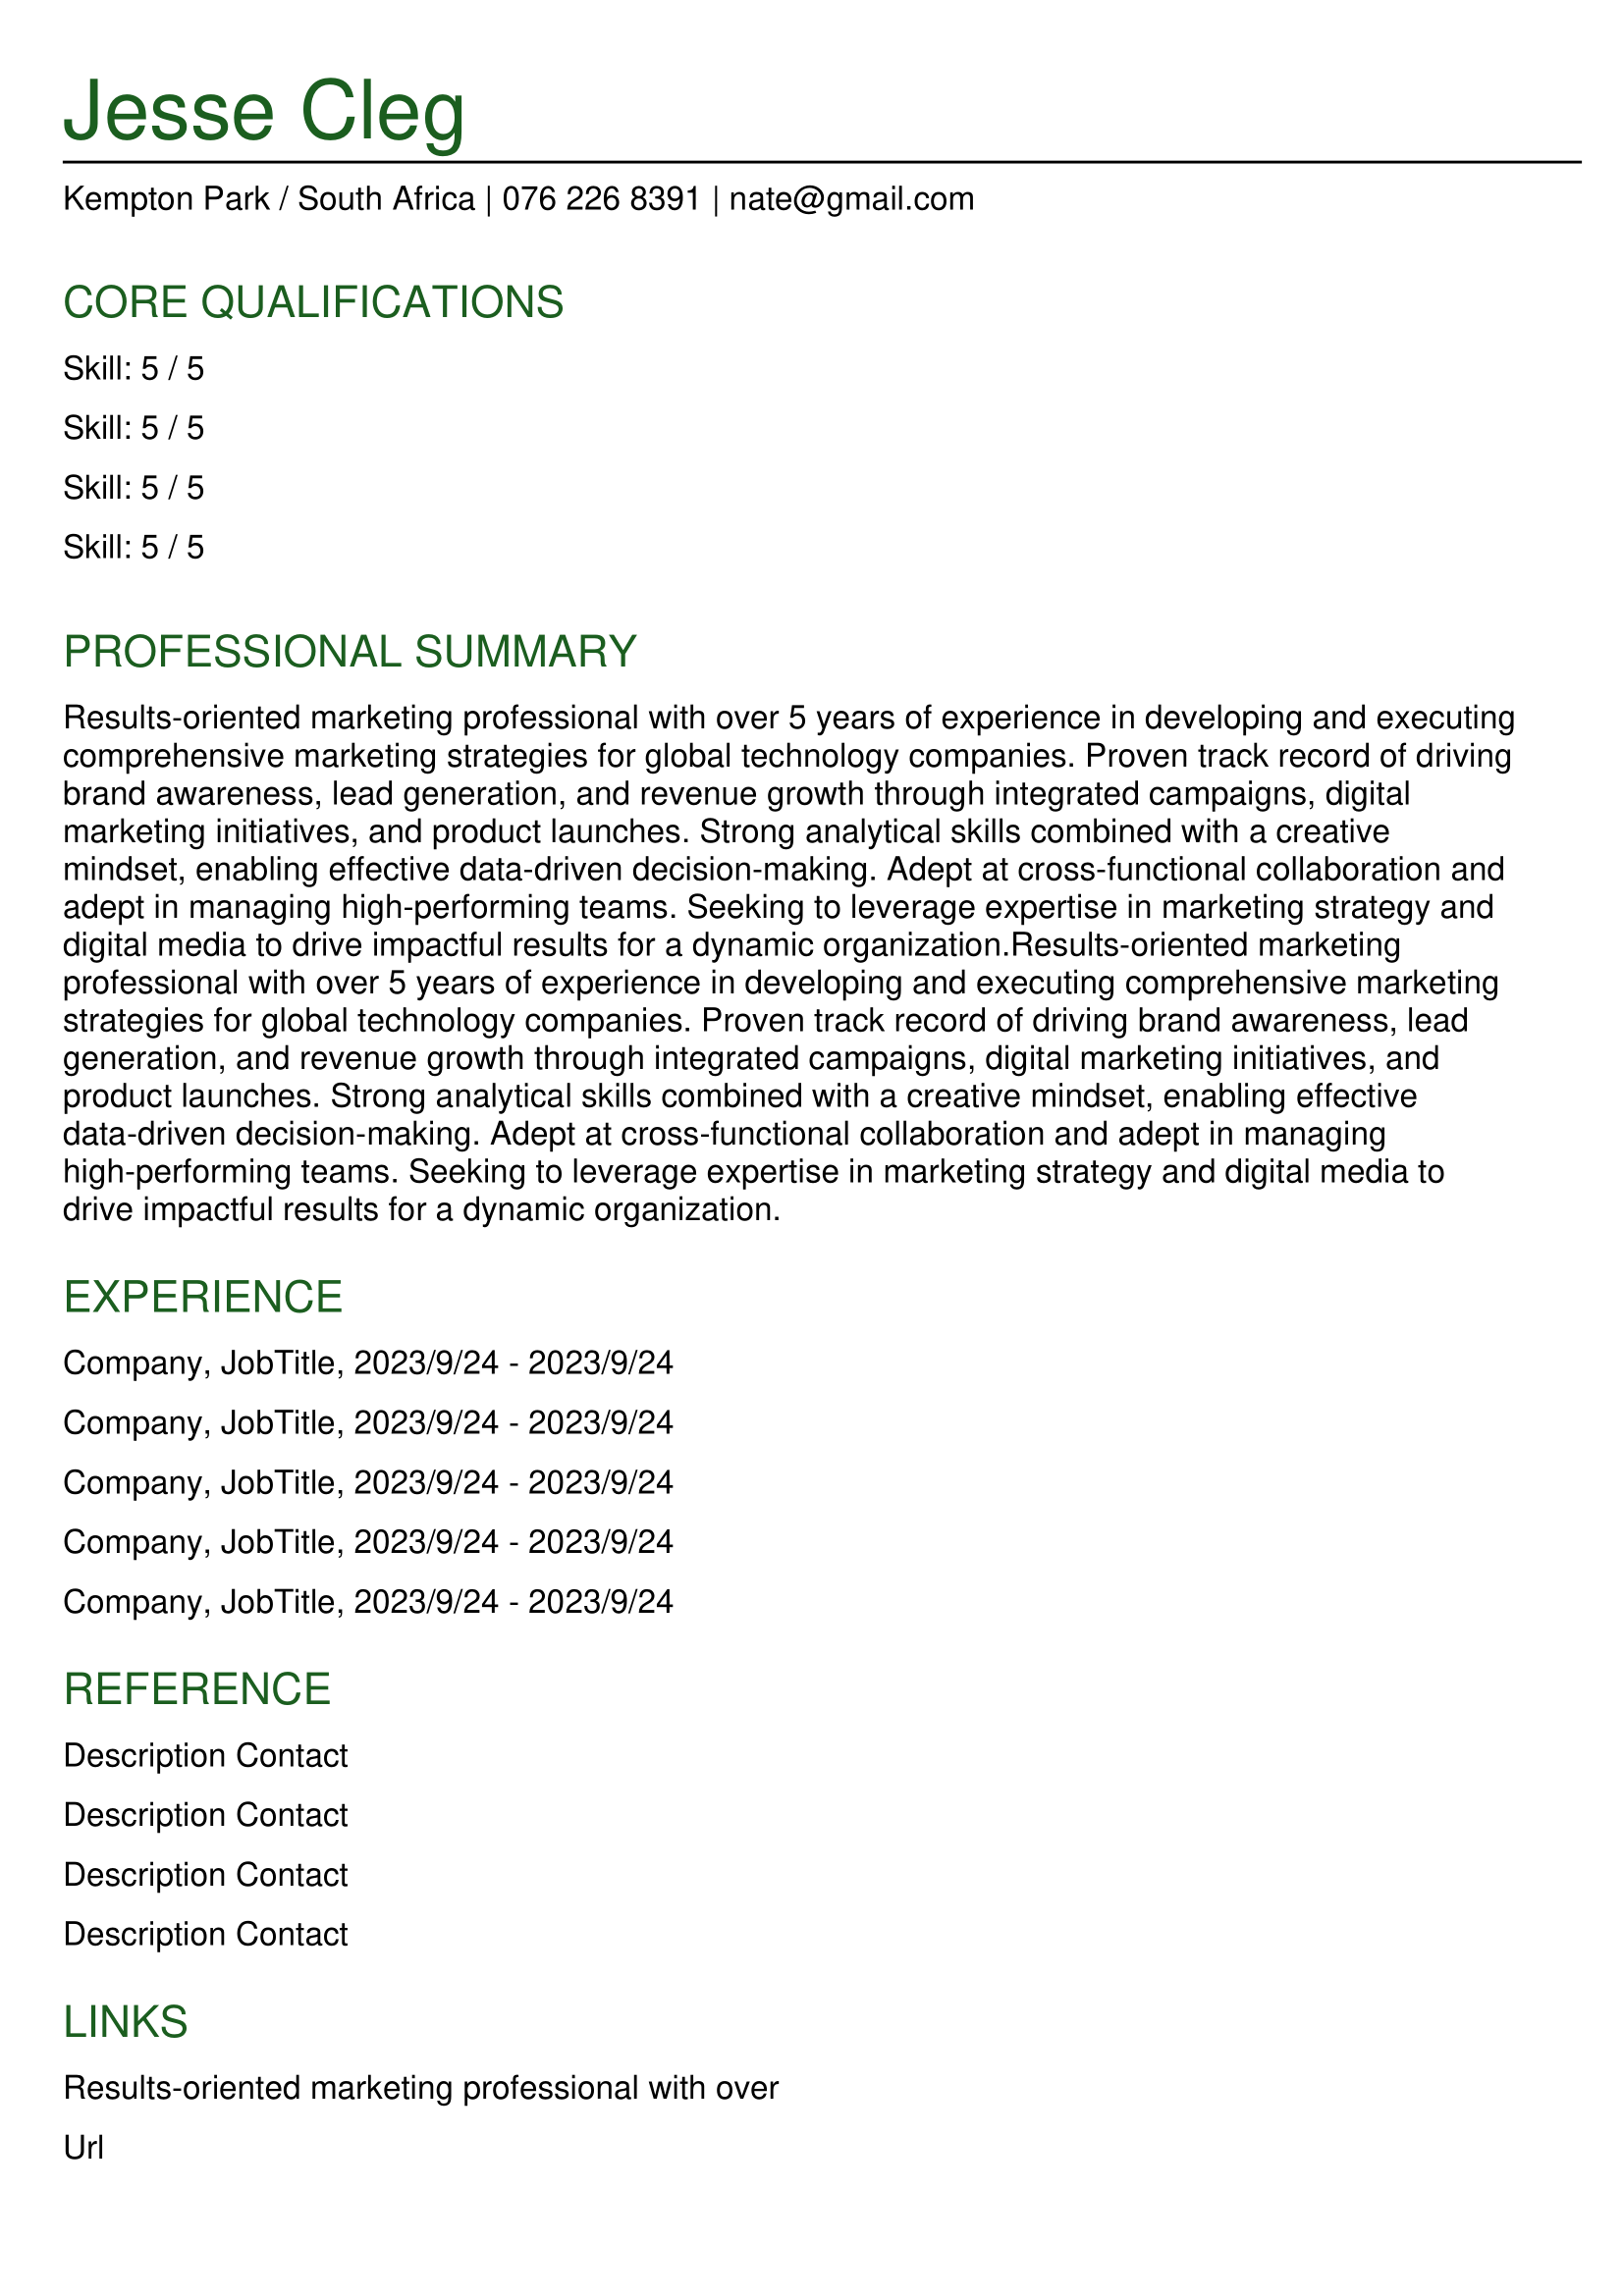 Jesse Cleg
Kempton Park / South Africa | 076 226 8391 | nate@gmail.com
CORE QUALIFICATIONS
Skill: 5 / 5
Skill: 5 / 5
Skill: 5 / 5
Skill: 5 / 5
PROFESSIONAL SUMMARY
Results-oriented marketing professional with over 5 years of experience in developing and executing
comprehensive marketing strategies for global technology companies. Proven track record of driving
brand awareness, lead generation, and revenue growth through integrated campaigns, digital
marketing initiatives, and product launches. Strong analytical skills combined with a creative
mindset, enabling effective data-driven decision-making. Adept at cross-functional collaboration and
adept in managing high-performing teams. Seeking to leverage expertise in marketing strategy and
digital media to drive impactful results for a dynamic organization.Results-oriented marketing
professional with over 5 years of experience in developing and executing comprehensive marketing
strategies for global technology companies. Proven track record of driving brand awareness, lead
generation, and revenue growth through integrated campaigns, digital marketing initiatives, and
product launches. Strong analytical skills combined with a creative mindset, enabling effective
data-driven decision-making. Adept at cross-functional collaboration and adept in managing
high-performing teams. Seeking to leverage expertise in marketing strategy and digital media to
drive impactful results for a dynamic organization.
EXPERIENCE
Company, JobTitle, 2023/9/24 - 2023/9/24
Company, JobTitle, 2023/9/24 - 2023/9/24
Company, JobTitle, 2023/9/24 - 2023/9/24
Company, JobTitle, 2023/9/24 - 2023/9/24
Company, JobTitle, 2023/9/24 - 2023/9/24
REFERENCE
Description Contact
Description Contact
Description Contact
Description Contact
LINKS
Results-oriented marketing professional with over
Url